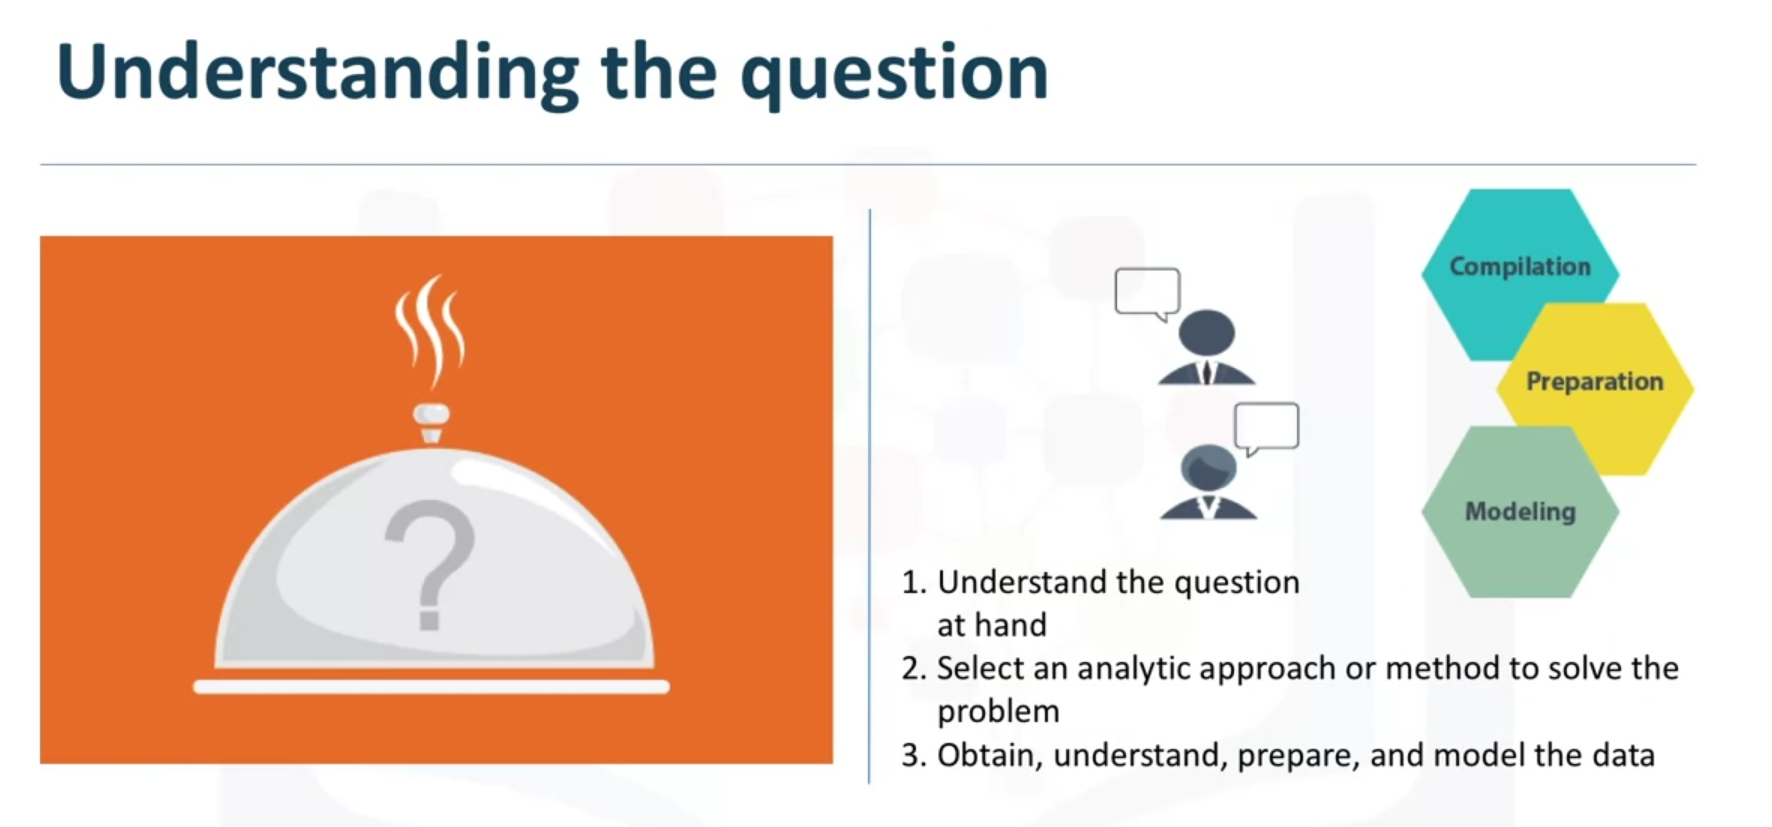 Understanding the question
?
Compilation
Preparation
Modeling
1. Understand the question
at hand
2. Select an analytic approach or method to solve the
problem
3. Obtain, understand, prepare, and model the data